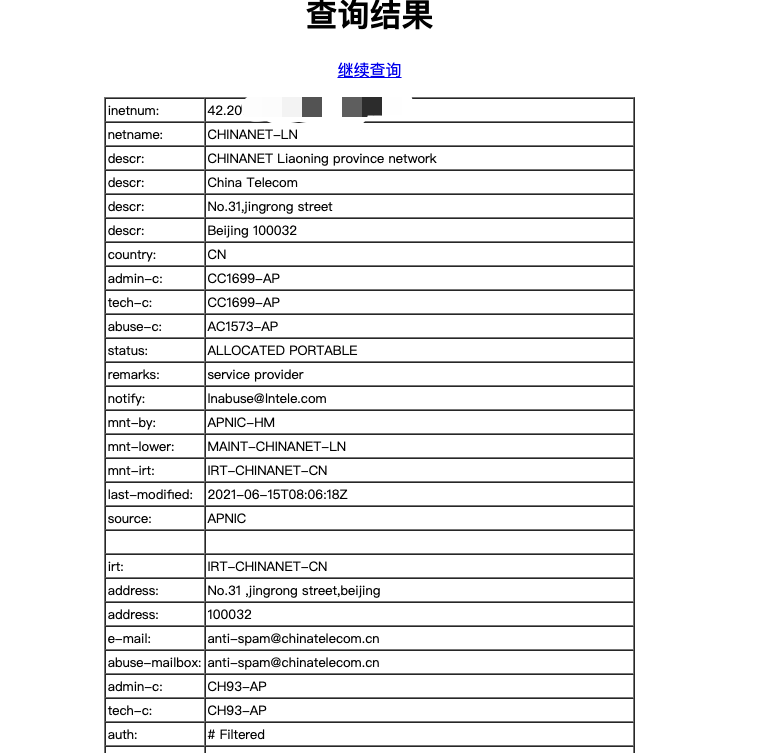 查询结果
继续查询
inetnum: 42.20
netname: CHINANET-LN
descr: CHINANET Liaoning province network
descr: China Telecom
descr: No.31,jingrong street
descr: Beijing 100032
country: CN
admin-c: CC1699-AP
tech-c: CC1699-AP
abuse-c: AC1573-AP
status: ALLOCATED PORTABLE
remarks: service provider
notify: lnabuse@lntele.com
mnt-by: APNIC-HM
mnt-lower: MAINT-CHINANET-LN
mnt-irt: IRT-CHINANET-CN
last-modified: 2021-06-15T08:06:18Z
source: APNIC
irt: IRT-CHINANET-CN
address: No.31 ,jingrong street,beijing
address: 100032
e-mail: anti-spam@chinatelecom.cn
abuse-mailbox: anti-spam@chinatelecom.cn
admin-c: CH93-AP
tech-c: CH93-AP
auth: # Filtered